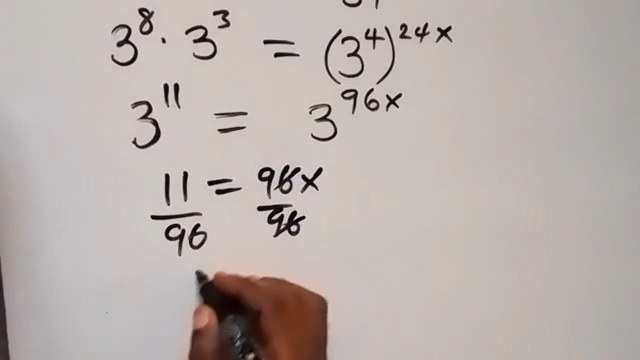 3⁸ · 3³ = (3⁴)²⁴ˣ
3¹¹ = 3⁹⁶ˣ
11/96 = 96x/96